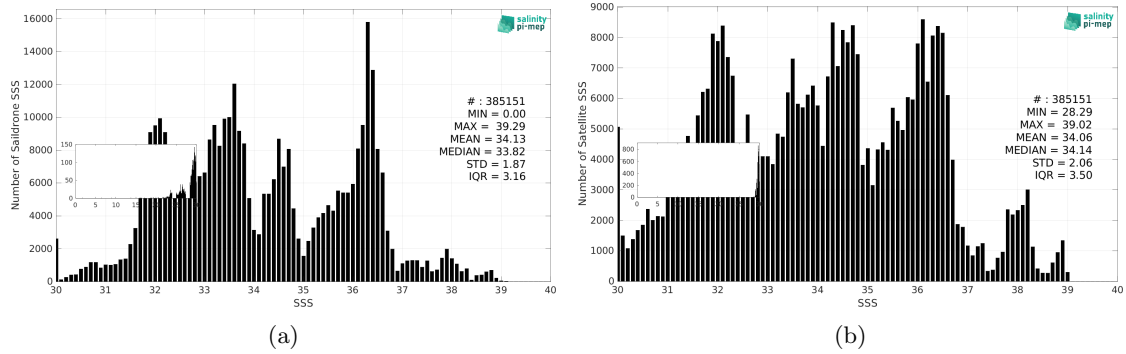 salinity
pi-mep
16000
14000
12000
10000
8000
6000
4000
2000
0
Number of Saildrone SSS
# : 385151
MIN = 0.00
MAX = 39.29
MEAN = 34.13
MEDIAN = 33.82
STD = 1.87
IQR = 3.16
150
100
50
0
0 5 10 15
30 31 32 33 34 35 36 37 38 39 40
SSS
(a)
salinity
pi-mep
9000
8000
7000
6000
5000
4000
3000
2000
1000
0
Number of Satellite SSS
# : 385151
MIN = 28.29
MAX = 39.02
MEAN = 34.06
MEDIAN = 34.14
STD = 2.06
IQR = 3.50
800
600
400
200
0
0 5 10
30 31 32 33 34 35 36 37 38 39 40
SSS
(b)